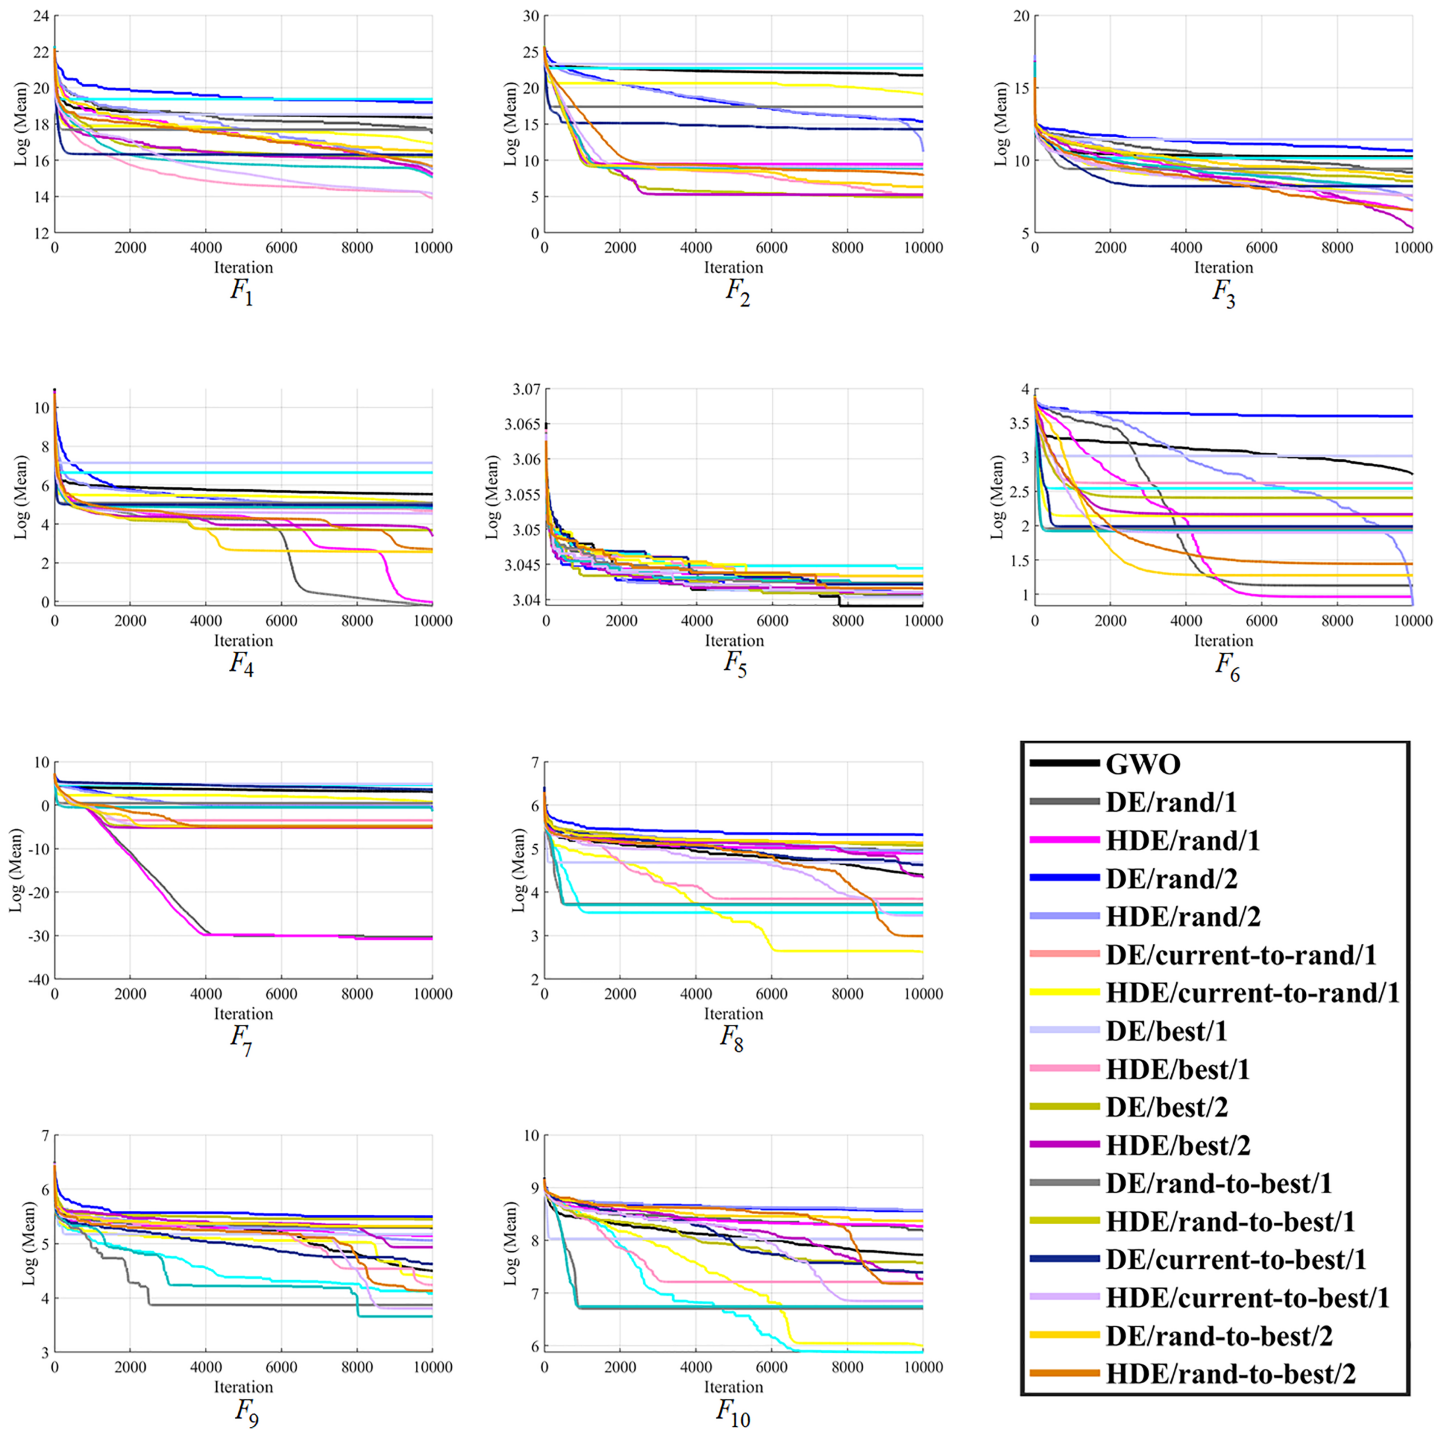 24
22
20
18
16
14
12
Log (Mean)
0 2000 4000 6000 8000 10000
Iteration
F1
30
25
20
15
10
5
0
Log (Mean)
0 2000 4000 6000 8000 10000
Iteration
F2
20
15
10
5
Log (Mean)
0 2000 4000 6000 8000 10000
Iteration
F3
10
8
6
4
2
0
Log (Mean)
0 2000 4000 6000 8000 10000
Iteration
F4
3.07
3.065
3.06
3.055
3.050
3.045
3.04
Log (Mean)
0 2000 4000 6000 8000 10000
Iteration
F5
4
3.5
3
2.5
2
1.5
1
Log (Mean)
0 2000 4000 6000 8000 10000
Iteration
F6
10
0
-10
-20
-30
-40
Log (Mean)
0 2000 4000 6000 8000 10000
Iteration
F7
7
6
5
4
3
2
Log (Mean)
0 2000 4000 6000 8000 10000
Iteration
F8
7
6
5
4
3
Log (Mean)
0 2000 4000 6000 8000 10000
Iteration
F9
10
9
8
7
6
Log (Mean)
0 2000 4000 6000 8000 10000
Iteration
F10
GWO
DE/rand/1
HDE/rand/1
DE/rand/2
HDE/rand/2
DE/current-to-rand/1
HDE/current-to-rand/1
DE/best/1
HDE/best/1
DE/best/2
HDE/best/2
DE/rand-to-best/1
HDE/rand-to-best/1
DE/current-to-best/1
HDE/current-to-best/1
DE/rand-to-best/2
HDE/rand-to-best/2